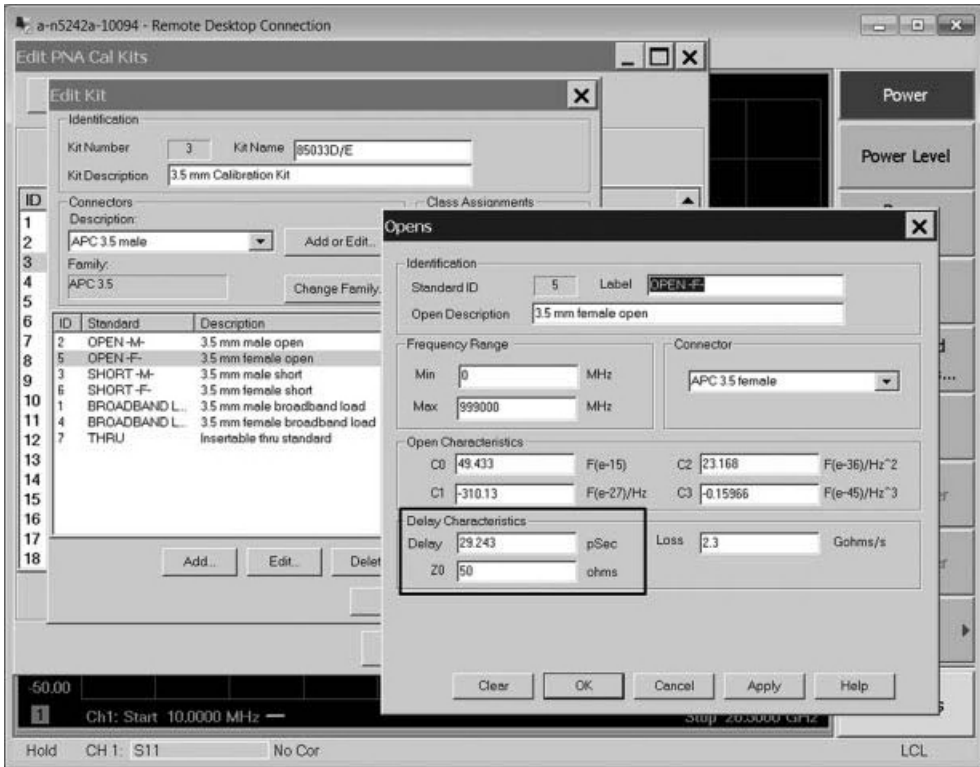 a-n5242a-10094 - Remote Desktop Connection
Edit PNA Cal Kits
Edit Kit
Identification
Kit Number 3 Kit Name 85033D/E
Kit Description 3.5 mm Calibration Kit
Connectors
Description:
APC 3.5 male Add or Edit...
Family:
APC 3.5 Change Family.
Class Assignments
ID Standard Description
2 OPEN -M- 3.5 mm male open
5 OPEN -F- 3.5 mm female open
3 SHORT -M- 3.5 mm male short
6 SHORT -F- 3.5 mm female short
1 BROADBAND L... 3.5 mm male broadband load
4 BROADBAND L... 3.5 mm female broadband load
7 THRU Insertable thru standard
Add... Edit... Delet
ID
1
2
3
4
5
6
7
8
9
10
11
12
13
14
15
16
17
18
Opens
Identification
Standard ID 5 Label OPEN -F-
Open Description 3.5 mm female open
Frequency Range
Min 0 MHz
Max 999000 MHz
Connector
APC 3.5 female
Open Characteristics
C0 49.433 F(e-15) C2 23.168 F(e-36)/Hz^2
C1 -310.13 F(e-27)/Hz C3 -0.15966 F(e-45)/Hz^3
Delay Characteristics
Delay 29.243 pSec Loss 2.3 Gohms/s
Z0 50 ohms
Clear OK Cancel Apply Help
Power
Power Level
-50.00
1 Ch1: Start 10.0000 MHz Stop 26.5000 GHz
Hold CH 1: S11 No Cor LCL